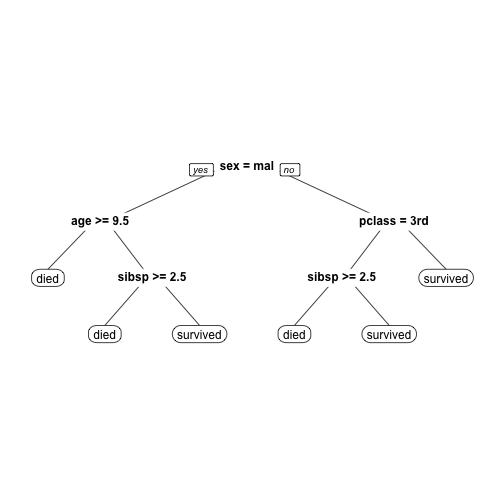 yes sex = mal no
age >= 9.5 pclass = 3rd
died sibsp >= 2.5 sibsp >= 2.5 survived
died survived died survived